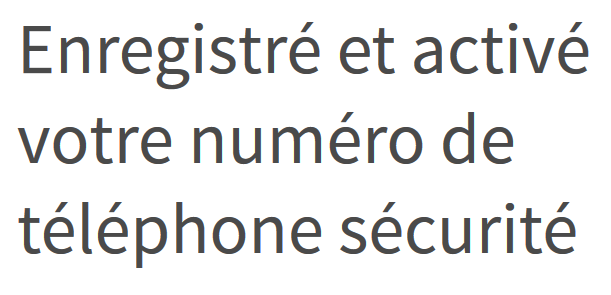 Enregistré et activé
votre numéro de
téléphone sécurité